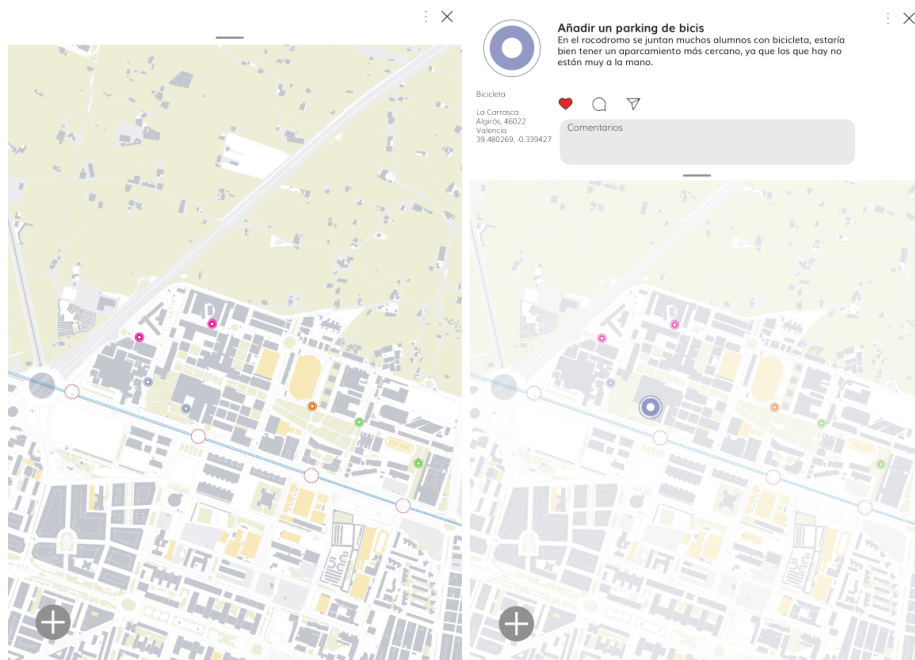 Añadir un parking de bicis
En el rocodromo se juntan muchos alumnos con bicicleta, estaría
bien tener un aparcamiento más cercano, ya que los que hay no
están muy a la mano.
Bicicleta
La Carrasca
Algirós, 46022
Valencia
39.480269, -0.339427
Comentarios